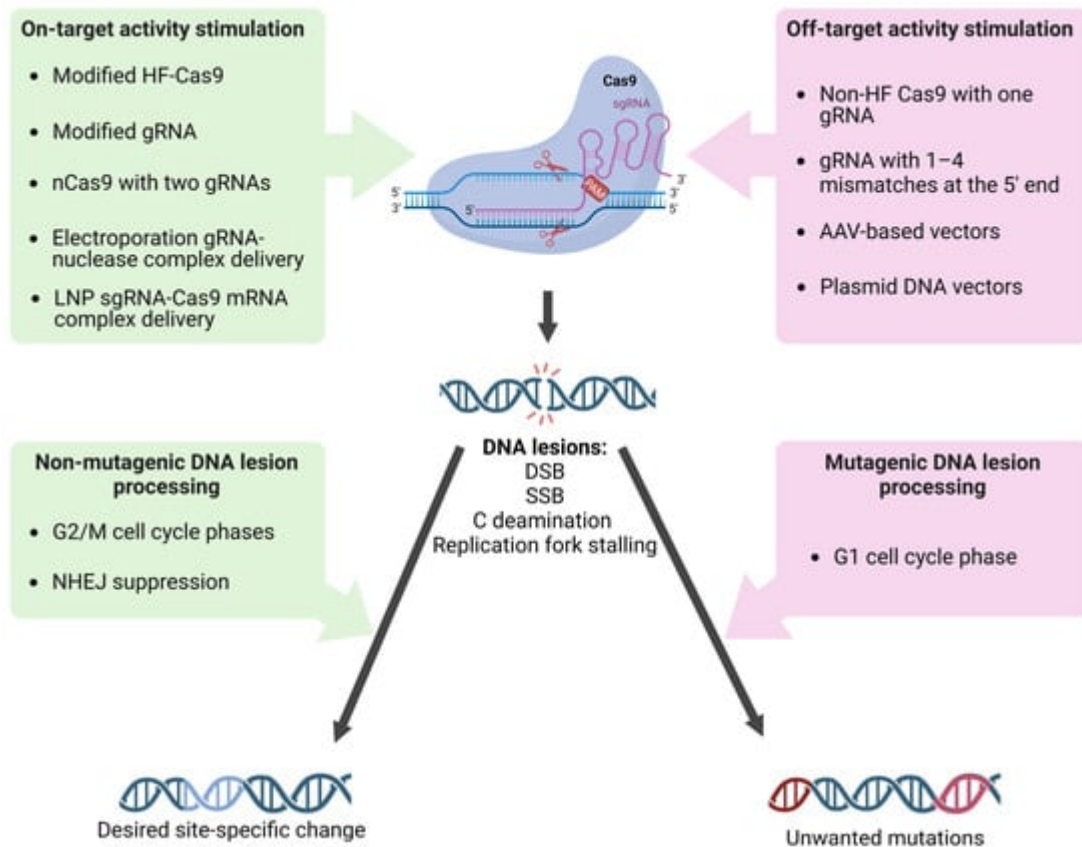 On-target activity stimulation
• Modified HF-Cas9
• Modified gRNA
• nCas9 with two gRNAs
• Electroporation gRNA-
nuclease complex delivery
• LNP sgRNA-Cas9 mRNA
complex delivery
Cas9
sgRNA
PAM
5'
3'
5'
3'
3'
5'
Off-target activity stimulation
• Non-HF Cas9 with one
gRNA
• gRNA with 1–4
mismatches at the 5' end
• AAV-based vectors
• Plasmid DNA vectors
DNA lesions:
DSB
SSB
C deamination
Replication fork stalling
Non-mutagenic DNA lesion
processing
• G2/M cell cycle phases
• NHEJ suppression
Mutagenic DNA lesion
processing
• G1 cell cycle phase
Desired site-specific change
Unwanted mutations